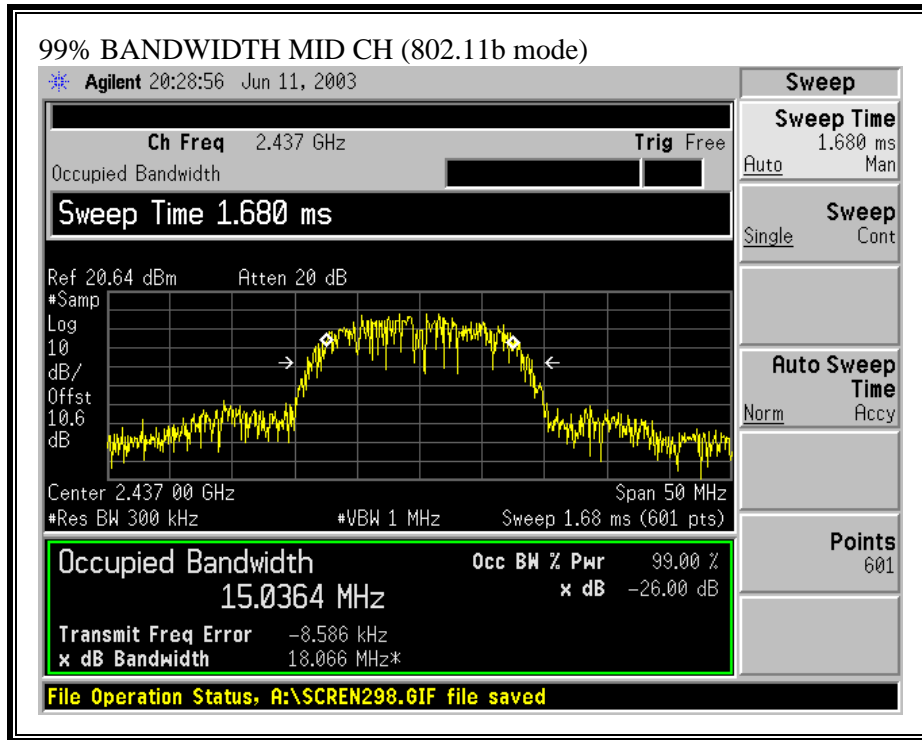 99% BANDWIDTH MID CH (802.11b mode)
Agilent 20:28:56 Jun 11, 2003
Sweep
Ch Freq 2.437 GHz Trig Free
Occupied Bandwidth
Sweep Time 1.680 ms
Sweep Time
1.680 ms
Auto Man
Sweep
Single Cont
Auto Sweep
Time
Norm Accy
Points
601
Ref 20.64 dBm Atten 20 dB
#Samp
Log
10
dB/
Offst
10.6
dB
Center 2.437 00 GHz Span 50 MHz
#Res BW 300 kHz #VBW 1 MHz Sweep 1.68 ms (601 pts)
Occupied Bandwidth Occ BW % Pwr 99.00 %
15.0364 MHz x dB -26.00 dB
Transmit Freq Error -8.586 kHz
x dB Bandwidth 18.066 MHz*
File Operation Status, A:\SCREN298.GIF file saved